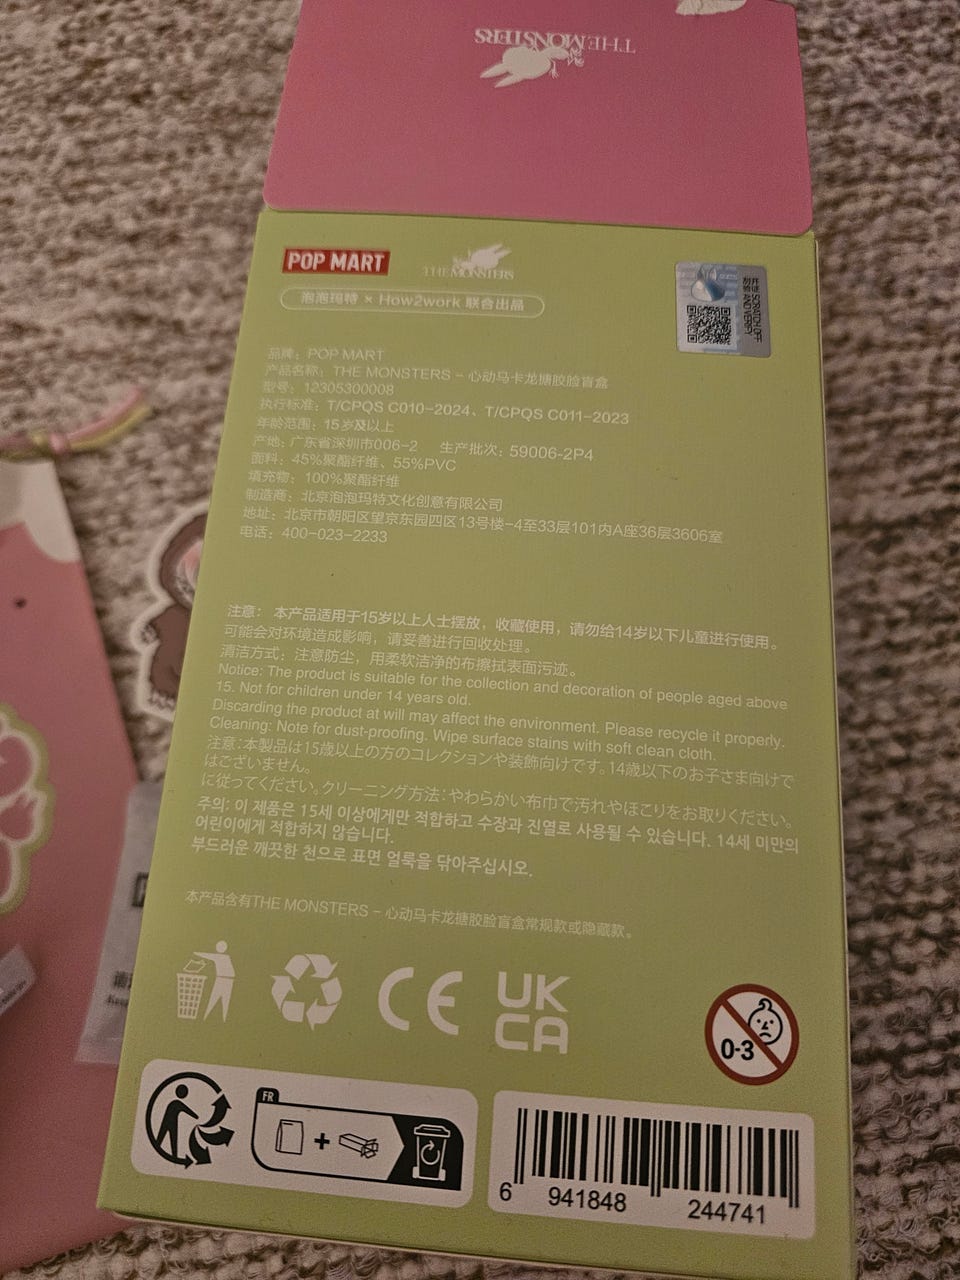 THE MONSTERS
POP MART
THE MONSTERS
泡泡玛特 × How2work 联合出品
SCRATCH OFF
AND VERIFY
品牌：POP MART
产品名称：THE MONSTERS – 心动马卡龙搪胶脸盲盒
型号：12305300008
执行标准：T/CPQS C010-2024、T/CPQS C011-2023
年龄范围：15岁及以上
产地：广东省深圳市006-2 生产批次：59006-2P4
面料：45%聚酯纤维、55%PVC
填充物：100%聚酯纤维
制造商：北京泡泡玛特文化创意有限公司
地址：北京市朝阳区望京东园四区13号楼-4至33层101内A座36层3606室
电话：400-023-2233
注意：本产品适用于15岁以上人士摆放，收藏使用，请勿给14岁以下儿童进行使用。
可能会对环境造成影响，请妥善进行回收处理。
清洁方式：注意防尘，用柔软洁净的布擦拭表面污迹。
Notice: The product is suitable for the collection and decoration of people aged above
15. Not for children under 14 years old.
Discarding the product at will may affect the environment. Please recycle it properly.
Cleaning: Note for dust-proofing. Wipe surface stains with soft clean cloth.
注意：本製品は15歳以上の方のコレクションや装飾向けです。14歳以下のお子さま向けで
はございません。
に従ってください。クリーニング方法：やわらかい布巾で汚れやほこりをお取りください。
주의: 이 제품은 15세 이상에게만 적합하고 수장과 진열로 사용될 수 있습니다. 14세 미만의
어린이에게 적합하지 않습니다.
부드러운 깨끗한 천으로 표면 얼룩을 닦아주십시오.
本产品含有THE MONSTERS – 心动马卡龙搪胶脸盲盒常规款或隐藏款。
CE
UK
CA
0-3
FR
+
6 941848 244741